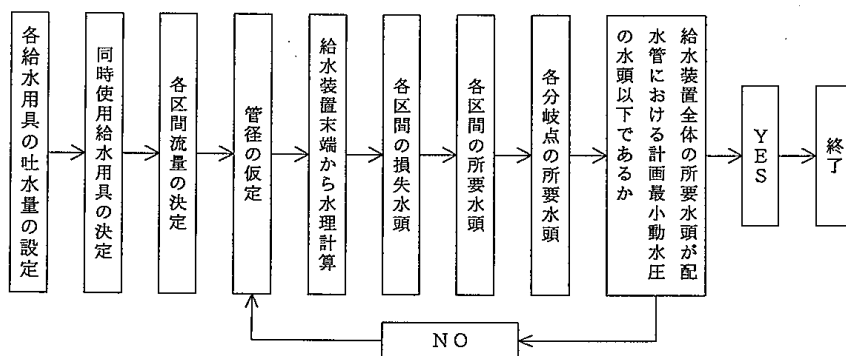 各給水用具の吐水量の設定
同時使用給水用具の決定
各区間流量の決定
管径の仮定
給水装置末端から水理計算
各区間の損失水頭
各区間の所要水頭
各分岐点の所要水頭
給水装置全体の所要水頭が配
水管における計画最小動水圧
の水頭以下であるか
YES
終了
NO